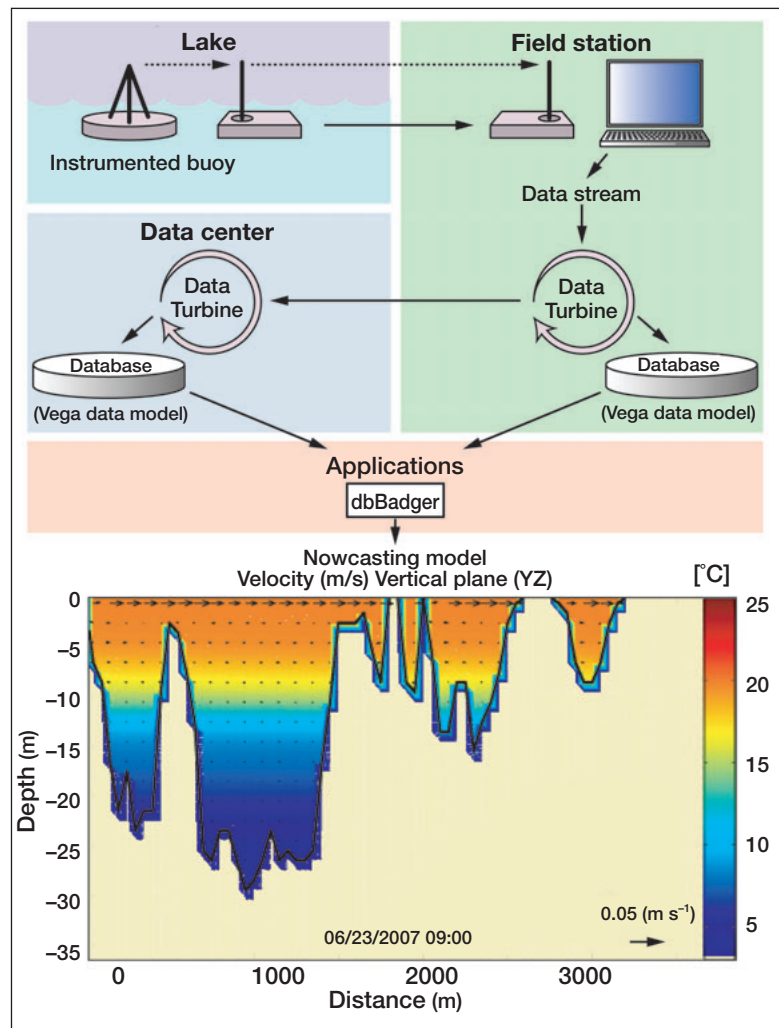 Lake
Field station
Instrumented buoy
Data stream
Data center
Data
Turbine
Data
Turbine
Database
(Vega data model)
Database
(Vega data model)
Applications
dbBadger
Nowcasting model
Velocity (m/s) Vertical plane (YZ)
[°C]
0
–5
–10
–15
–20
–25
–30
–35
Depth (m)
25
20
15
10
5
0.05 (m s⁻¹)
06/23/2007 09:00
0 1000 2000 3000
Distance (m)